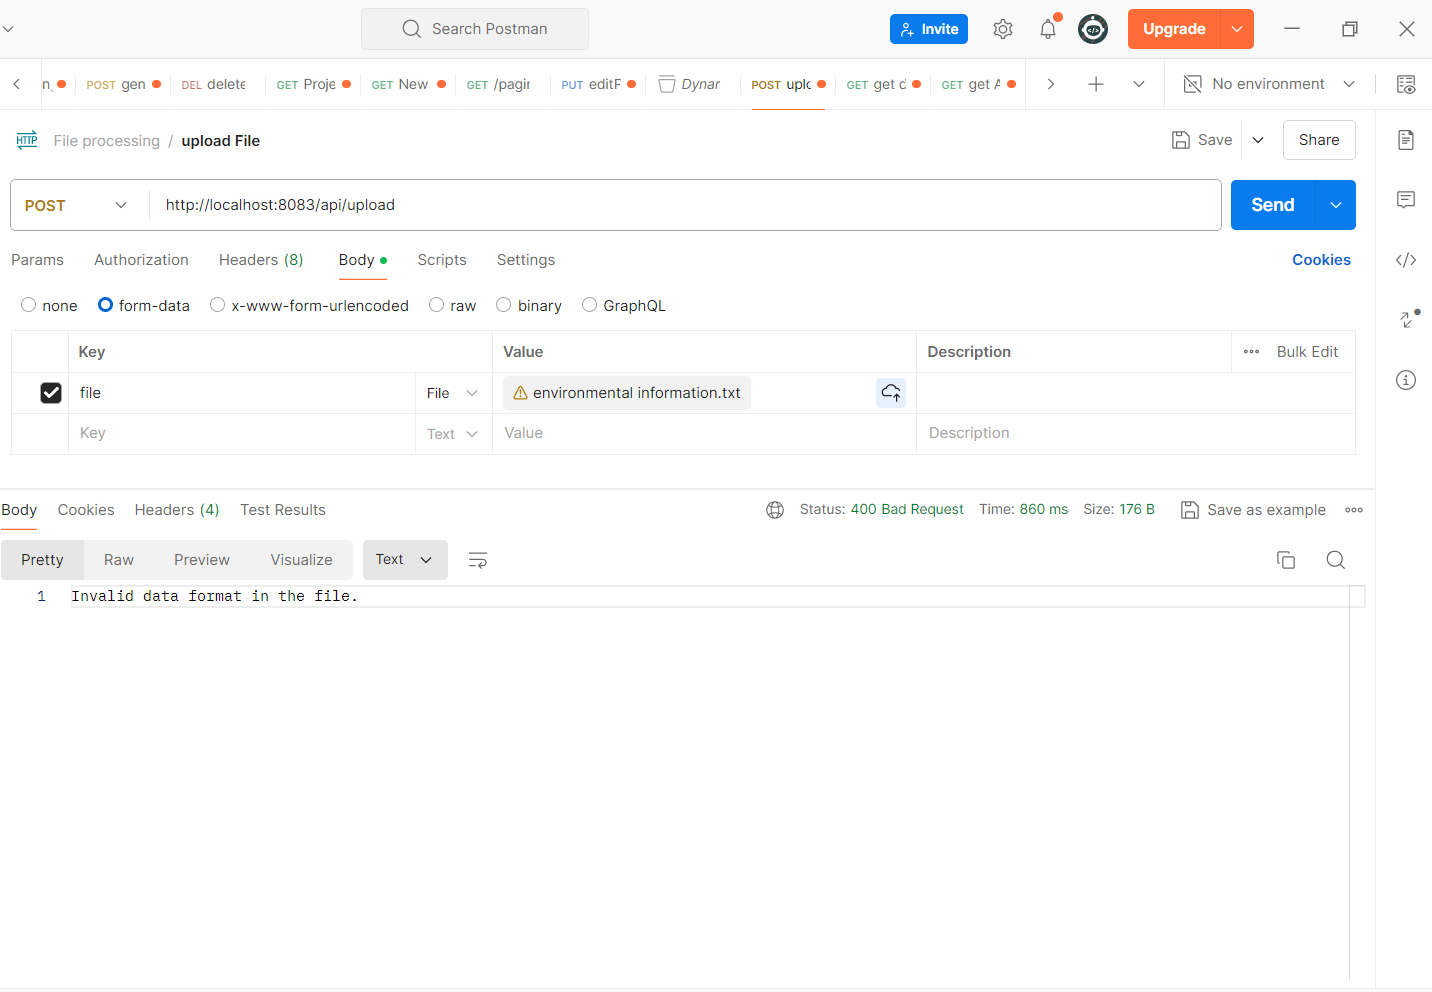 Search Postman
Invite
Upgrade
POST gen
DEL delete
GET Proje
GET New
GET /pagir
PUT editF
Dynar
POST uplo
GET get d
GET get A
No environment
HTTP File processing / upload File
Save
Share
POST
http://localhost:8083/api/upload
Send
Params Authorization Headers (8) Body Scripts Settings
Cookies
none form-data x-www-form-urlencoded raw binary GraphQL
Key Value Description Bulk Edit
file File environmental information.txt
Key Text Value Description
Body Cookies Headers (4) Test Results
Status: 400 Bad Request Time: 860 ms Size: 176 B Save as example
Pretty Raw Preview Visualize Text
1 Invalid data format in the file.